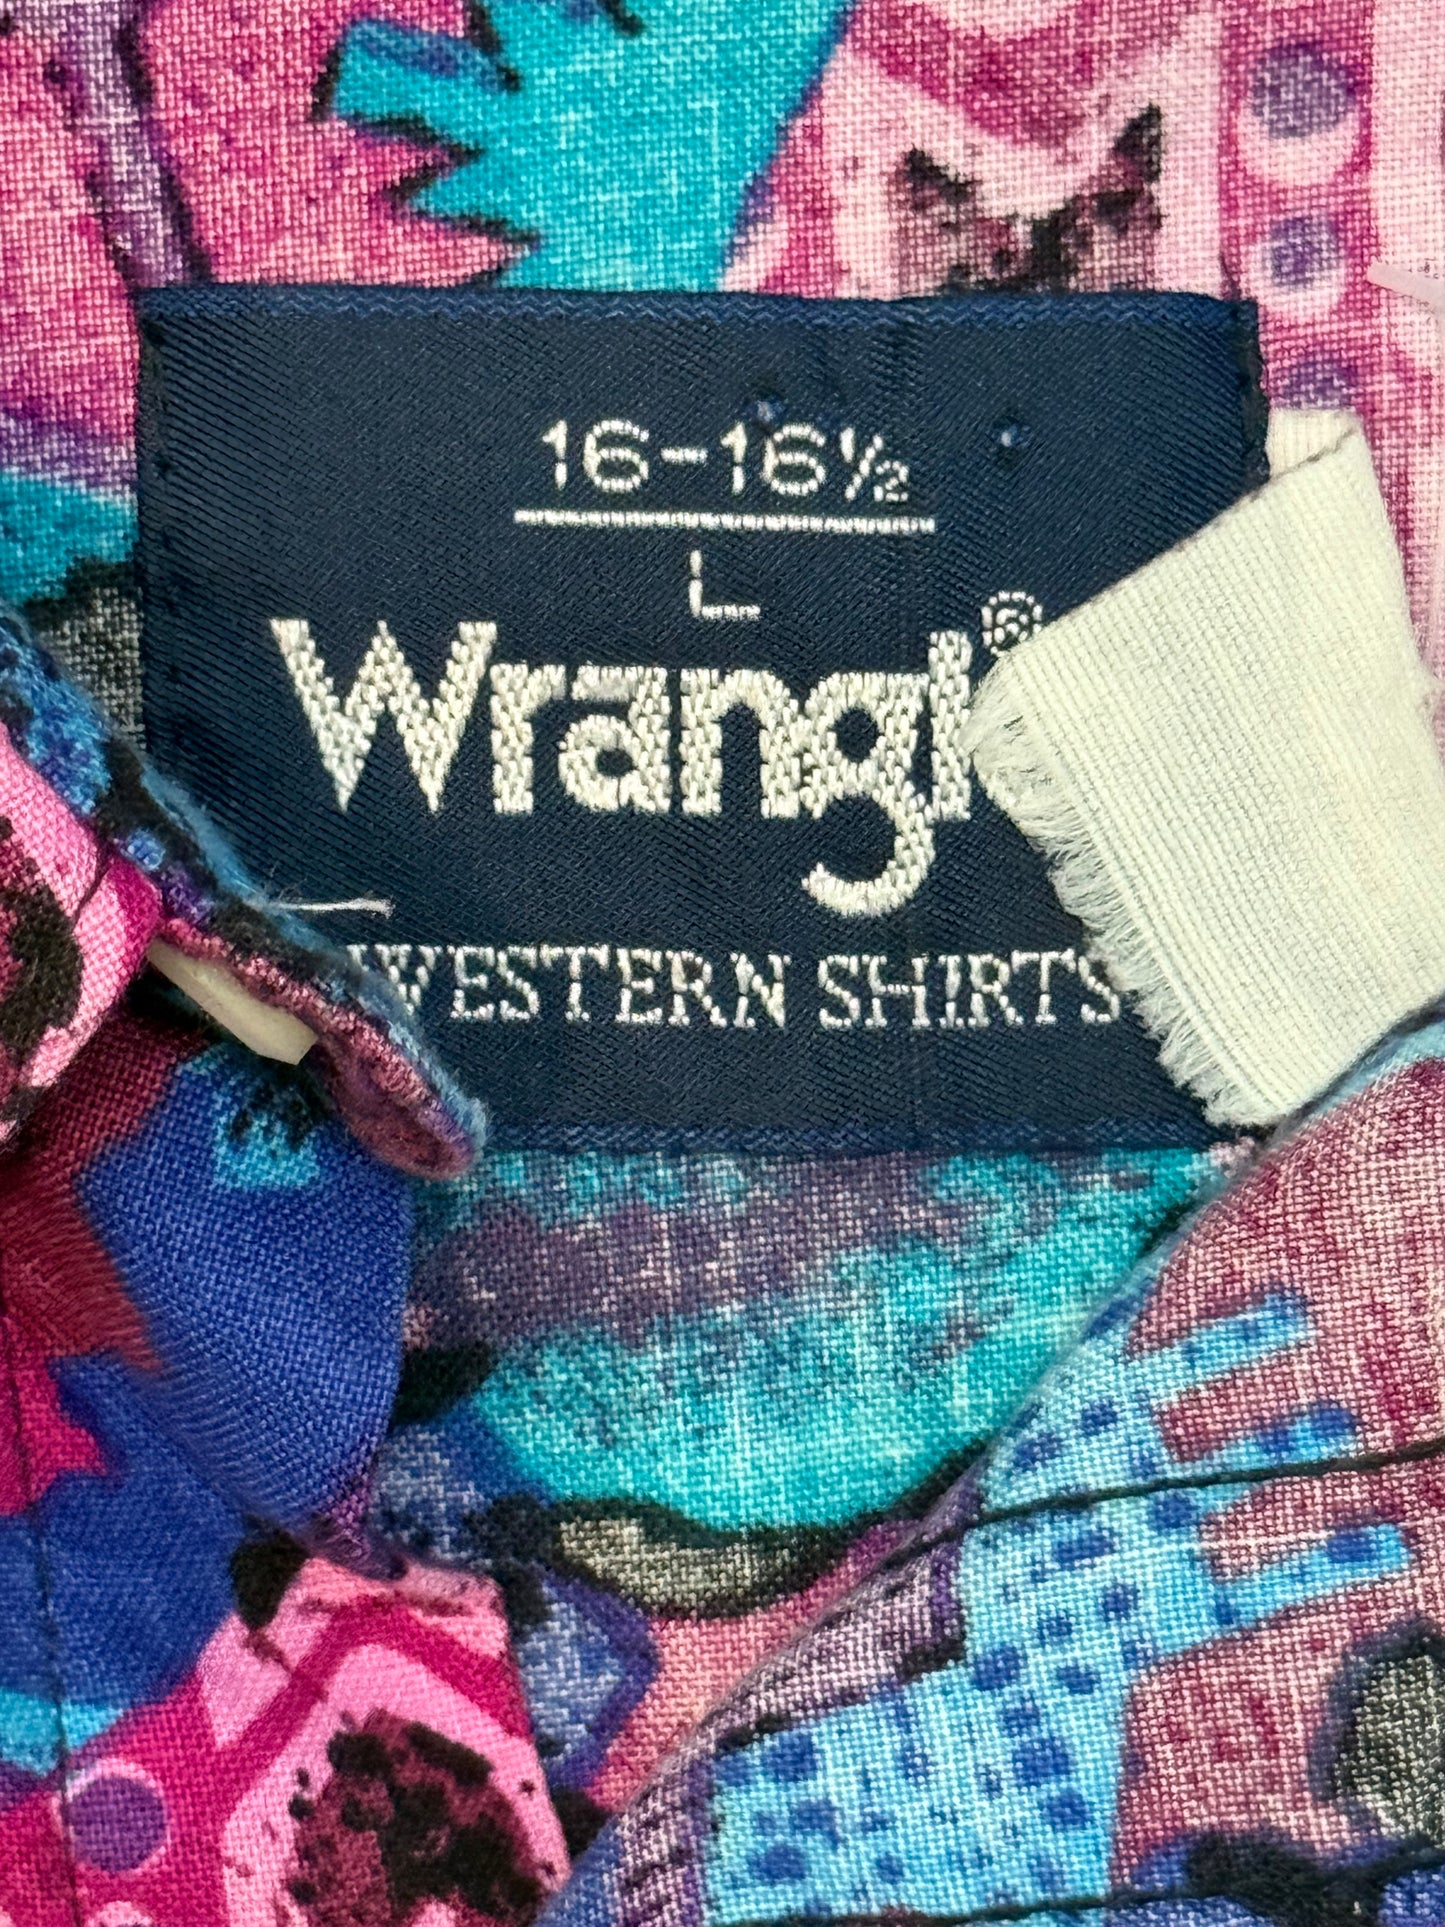 16-16½
L
Wrangl®
WESTERN SHIRTS